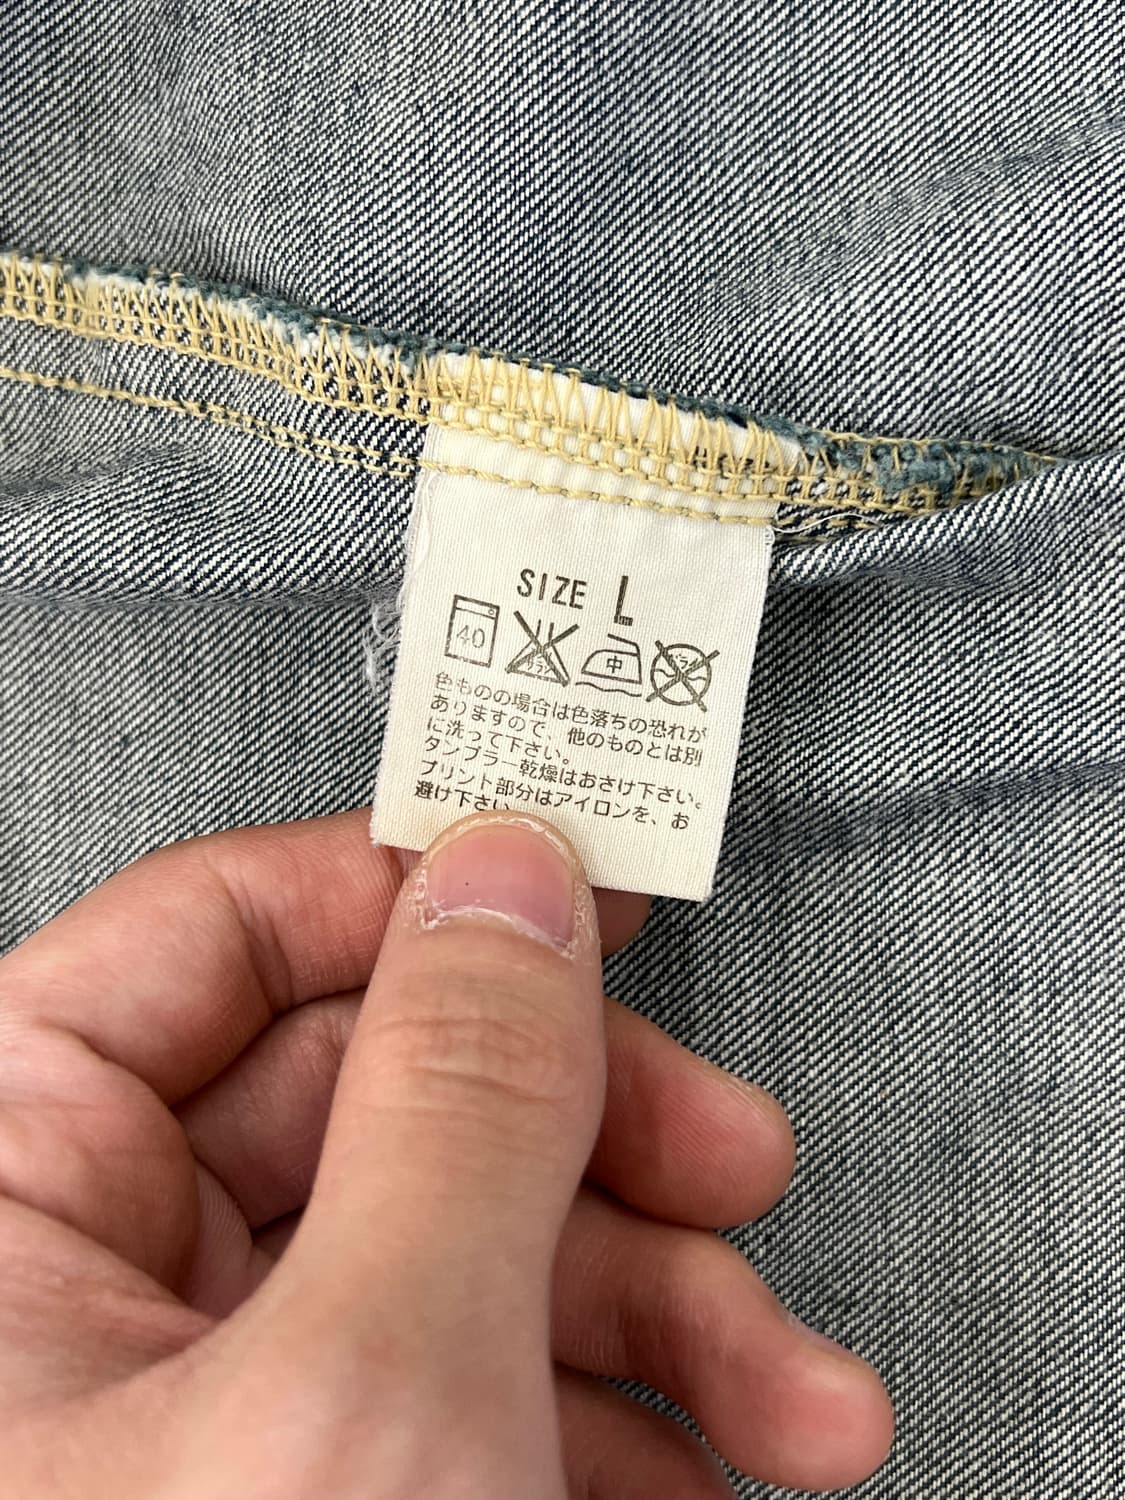 SIZE L
40 中
色ものの場合は色落ちの恐れが
ありますので、他のものとは別
に洗って下さい。
タンブラー乾燥はおさけ下さい。
プリント部分はアイロンを、お
避け下さい